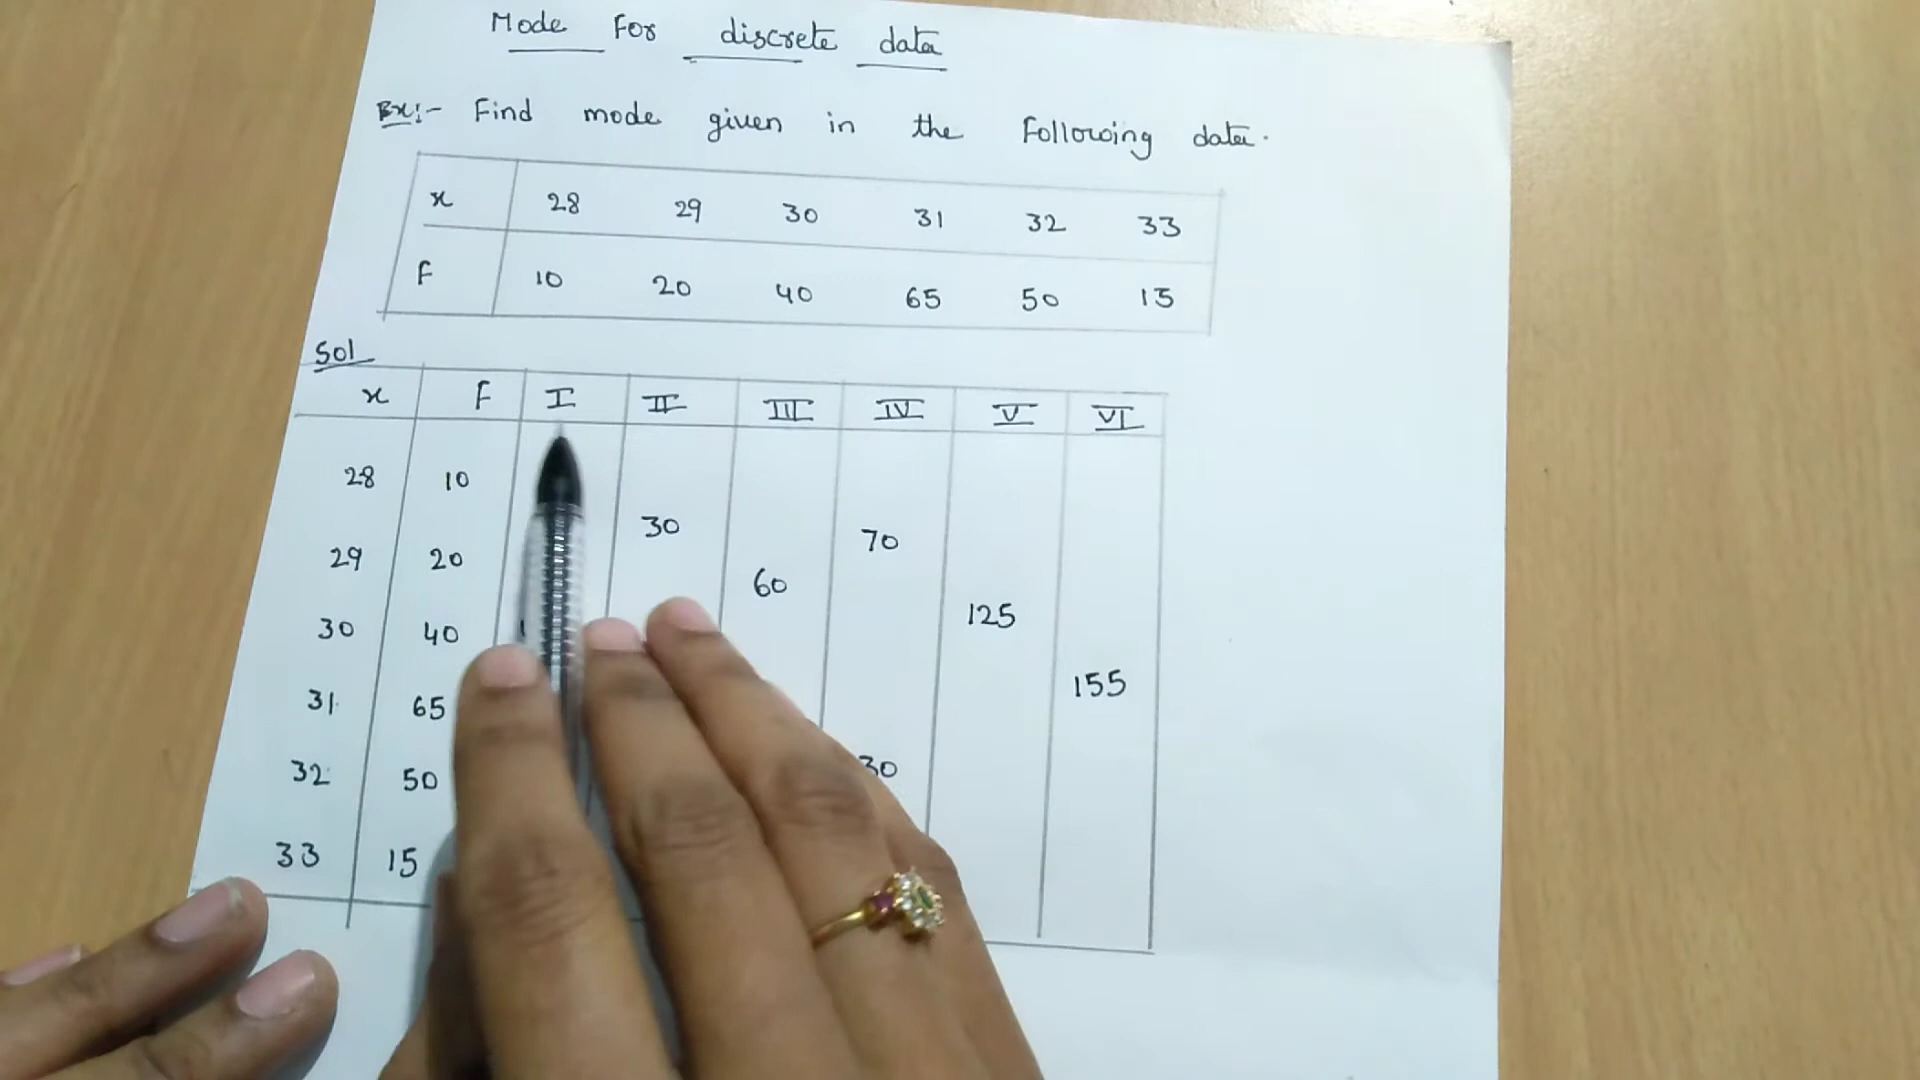 Mode For discrete data
Ex:- Find mode given in the Following data.
x 28 29 30 31 32 33
F 10 20 40 65 50 15
Sol
x F I II III IV V VI
28 10
30 70
29 20
60
125
30 40
155
31 65
32 50 30
33 15